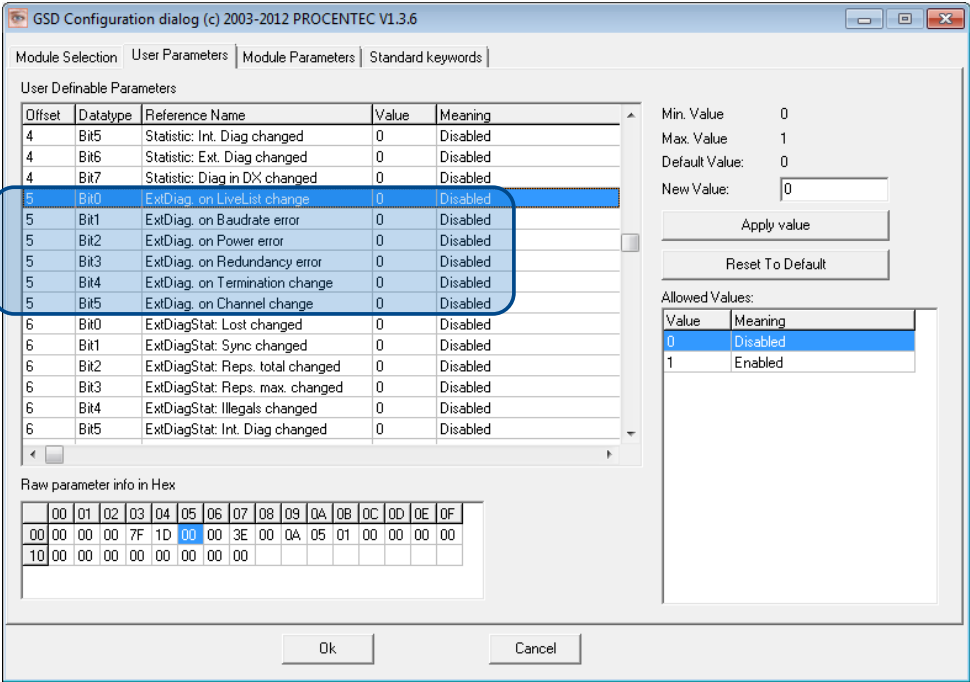 GSD Configuration dialog (c) 2003-2012 PROCENTEC V1.3.6
Module Selection User Parameters Module Parameters Standard keywords
User Definable Parameters
Offset Datatype Reference Name Value Meaning
4 Bit5 Statistic: Int. Diag changed 0 Disabled
4 Bit6 Statistic: Ext. Diag changed 0 Disabled
4 Bit7 Statistic: Diag in DX changed 0 Disabled
5 Bit0 ExtDiag. on LiveList change 0 Disabled
5 Bit1 ExtDiag. on Baudrate error 0 Disabled
5 Bit2 ExtDiag. on Power error 0 Disabled
5 Bit3 ExtDiag. on Redundancy error 0 Disabled
5 Bit4 ExtDiag. on Termination change 0 Disabled
5 Bit5 ExtDiag. on Channel change 0 Disabled
6 Bit0 ExtDiagStat: Lost changed 0 Disabled
6 Bit1 ExtDiagStat: Sync changed 0 Disabled
6 Bit2 ExtDiagStat: Reps. total changed 0 Disabled
6 Bit3 ExtDiagStat: Reps. max. changed 0 Disabled
6 Bit4 ExtDiagStat: Illegals changed 0 Disabled
6 Bit5 ExtDiagStat: Int. Diag changed 0 Disabled
Min. Value 0
Max. Value 1
Default Value: 0
New Value: 0
Apply value
Reset To Default
Allowed Values:
Value Meaning
0 Disabled
1 Enabled
Raw parameter info in Hex
00 01 02 03 04 05 06 07 08 09 0A 0B 0C 0D 0E 0F
00 00 00 00 7F 1D 00 00 3E 00 0A 05 01 00 00 00 00
10 00 00 00 00 00 00 00 00
Ok Cancel